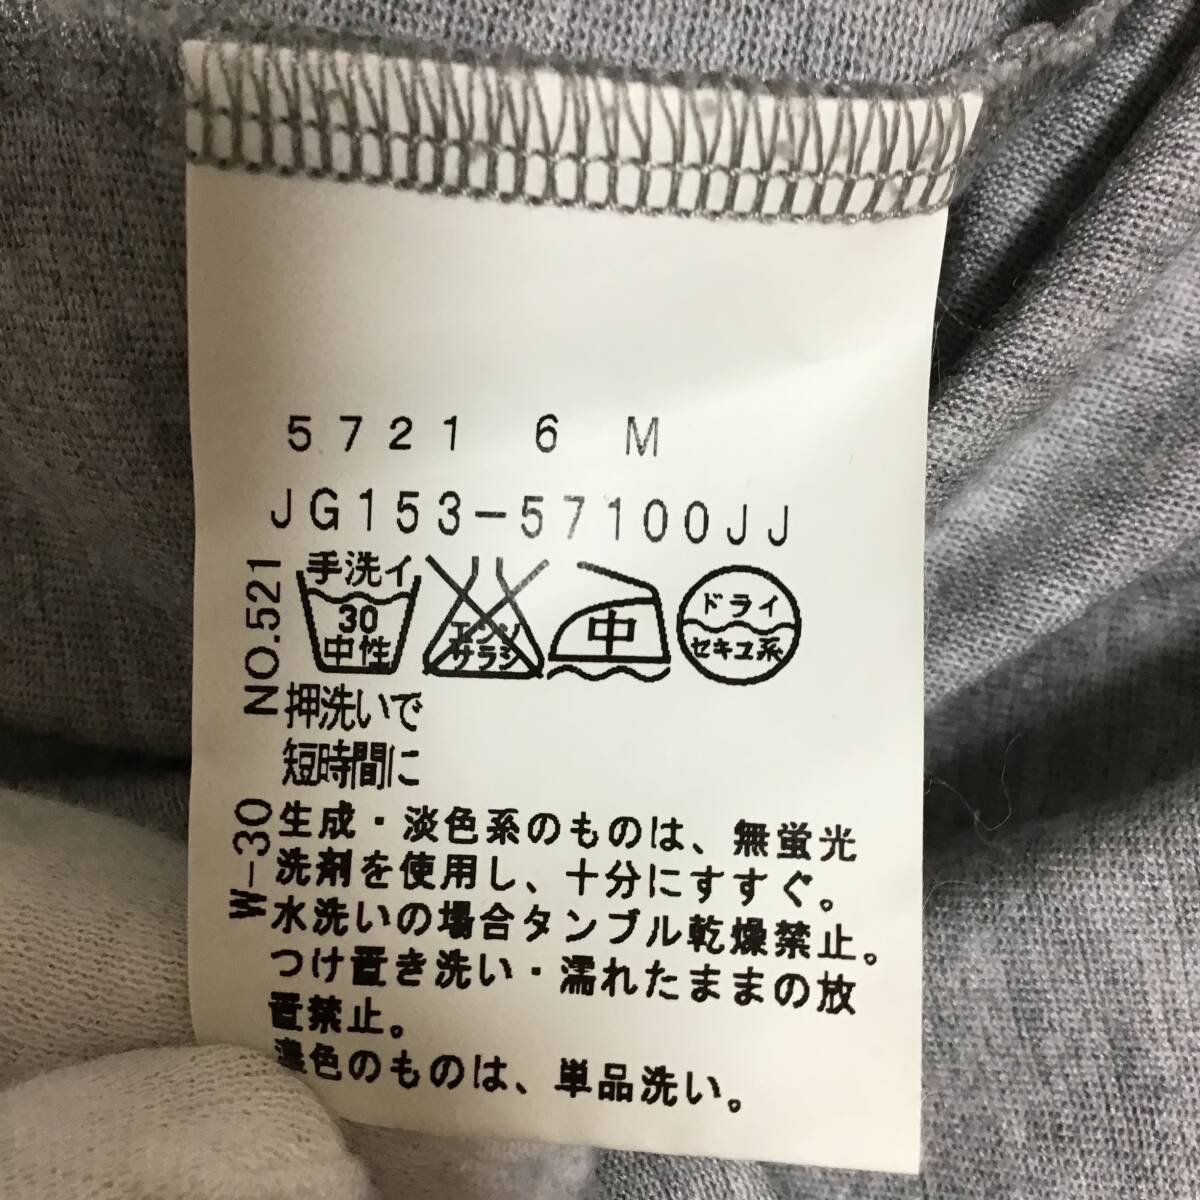 5721 6 M
JG153-57100JJ
手洗イ
30
中性
エンソ
サラシ
中
ドライ
セキユ系
NO.521
押洗いで
短時間に
W-30
生成・淡色系のものは、無蛍光
洗剤を使用し、十分にすすぐ。
水洗いの場合タンブル乾燥禁止。
つけ置き洗い・濡れたままの放
置禁止。
濃色のものは、単品洗い。